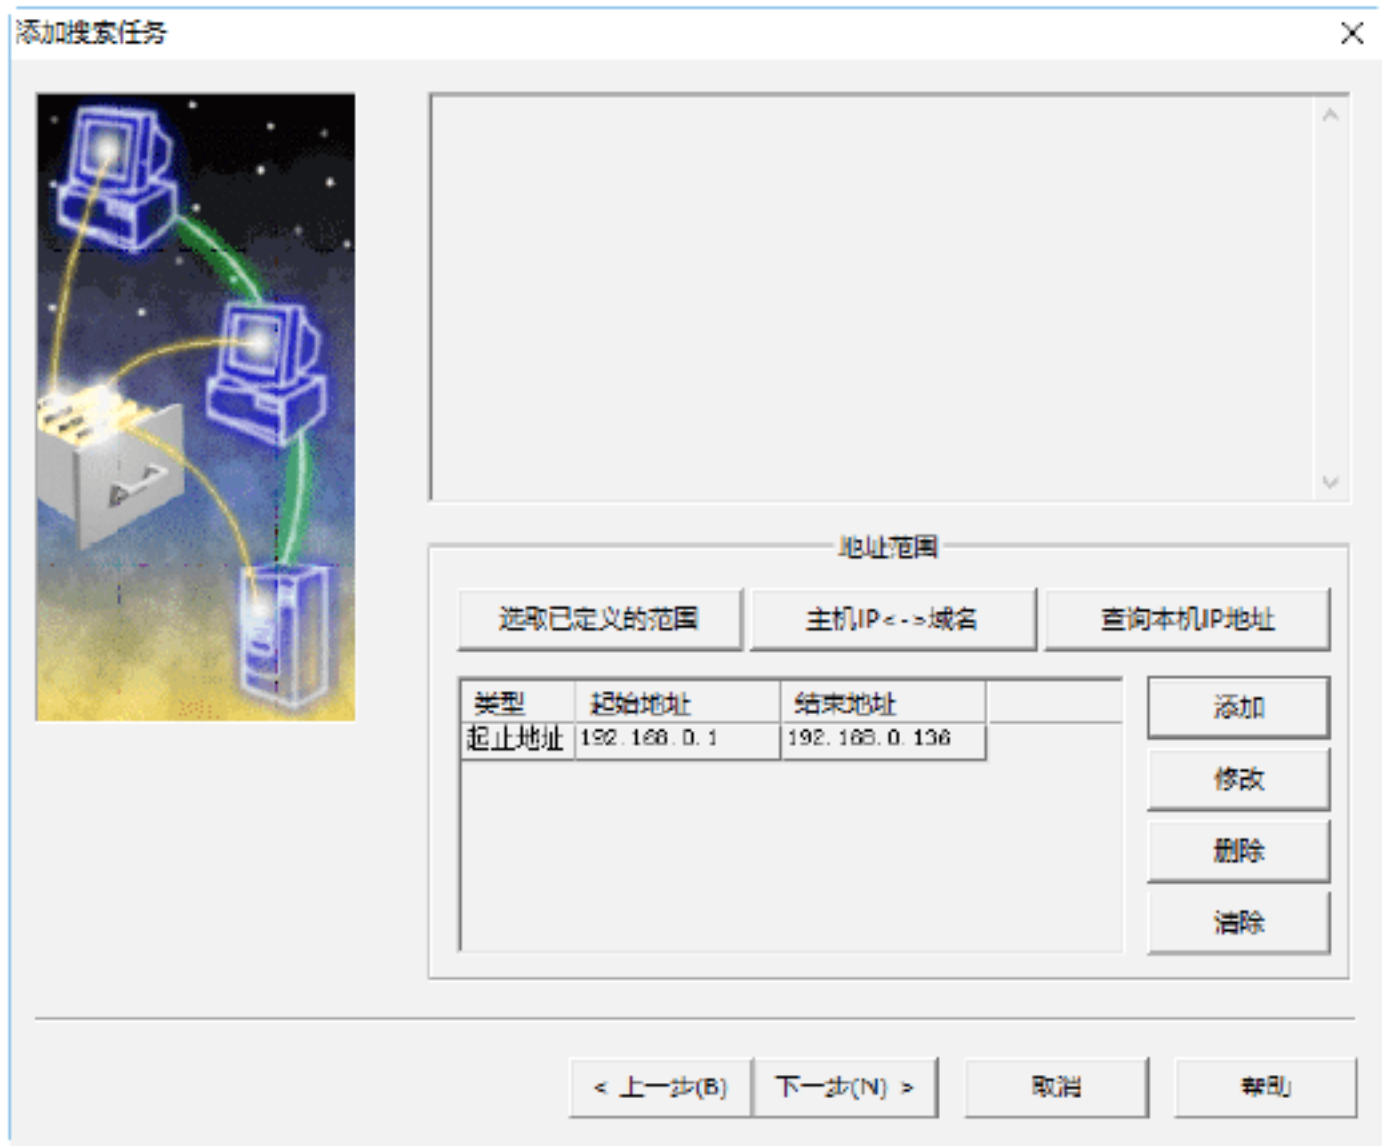 添加搜索任务
地址范围
选取已定义的范围 主机IP<->域名 查询本机IP地址
类型 起始地址 结束地址
起止地址 192.168.0.1 192.168.0.136
添加
修改
删除
清除
< 上一步(B) 下一步(N) > 取消 帮助